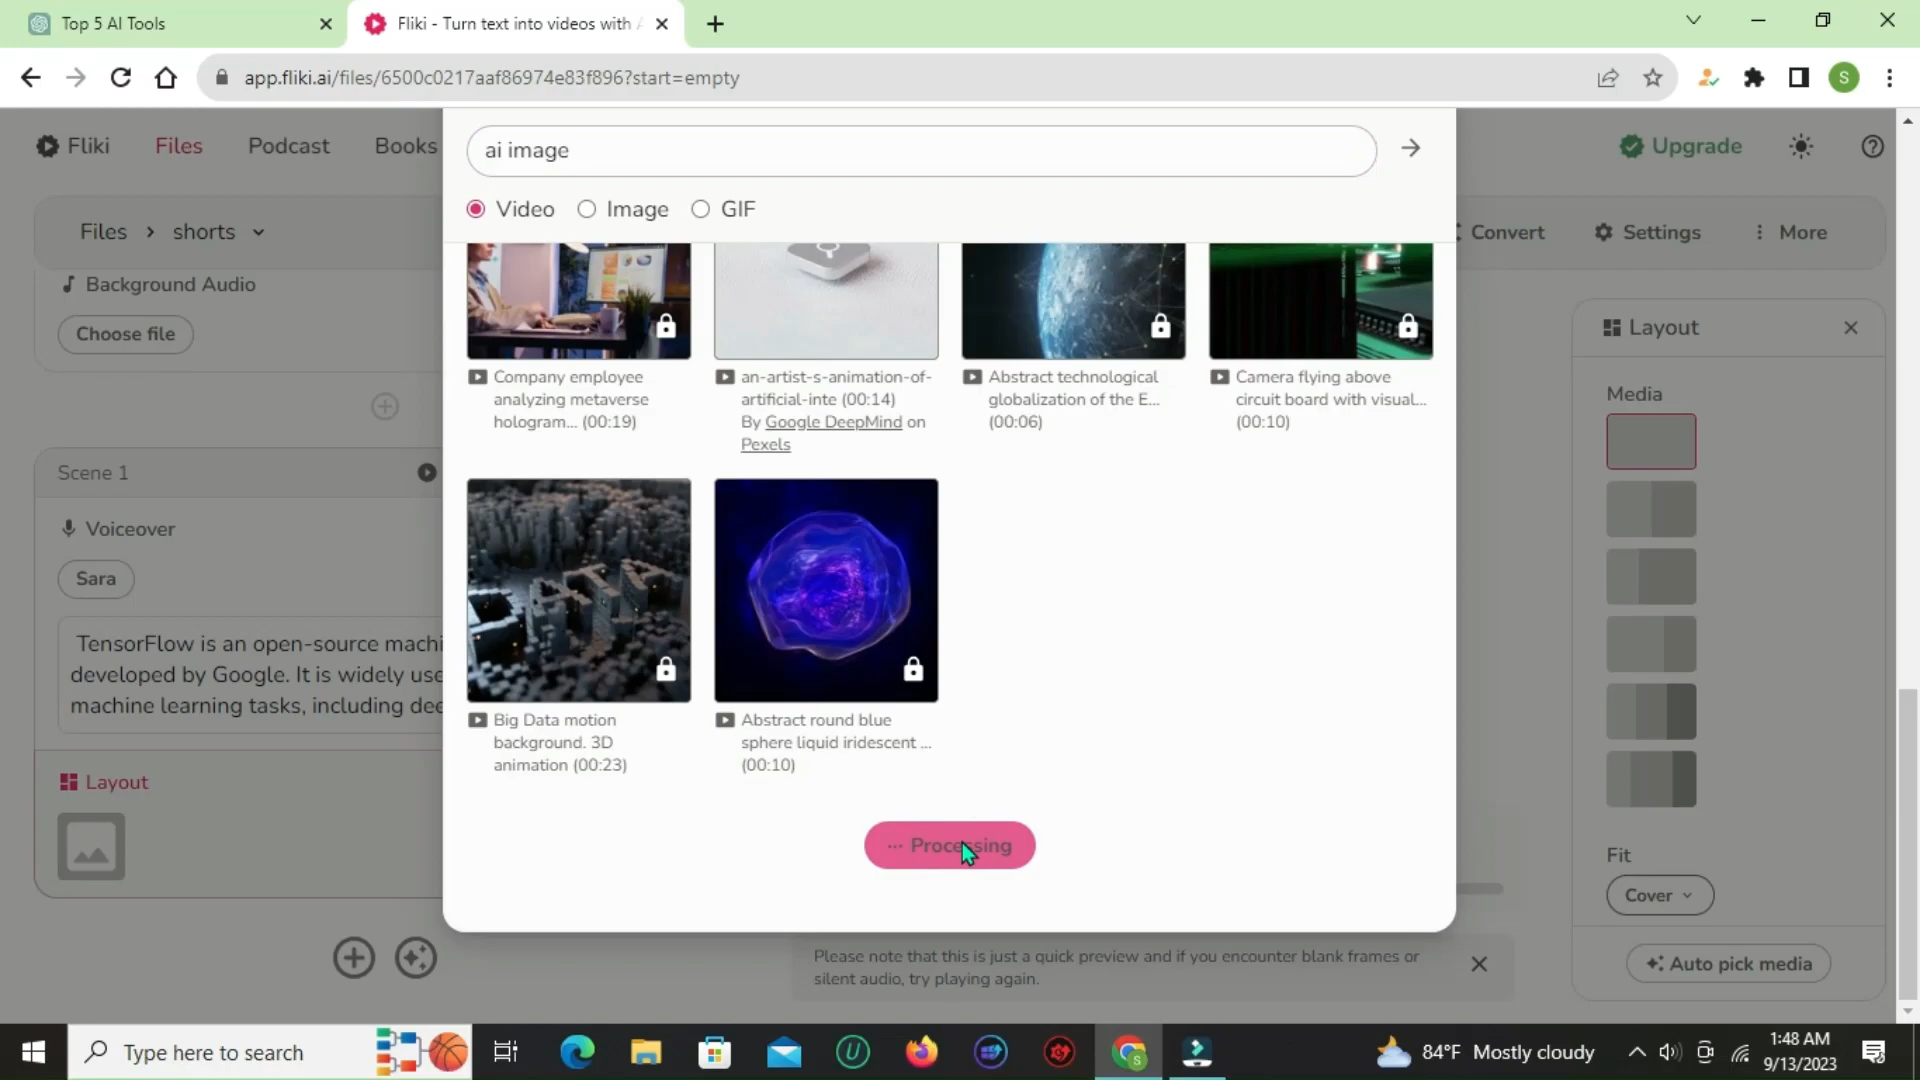 Top 5 AI Tools
Fliki - Turn text into videos with A
app.fliki.ai/files/6500c0217aaf86974e83f896?start=empty
S
Fliki
Files
Podcast
Books
Upgrade
ai image
Video
Image
GIF
Files > shorts
Convert
Settings
More
Background Audio
Choose file
Scene 1
Voiceover
Sara
TensorFlow is an open-source machi
developed by Google. It is widely use
machine learning tasks, including dee
Layout
Company employee
analyzing metaverse
hologram... (00:19)
an-artist-s-animation-of-
artificial-inte (00:14)
By Google DeepMind on
Pexels
Abstract technological
globalization of the E...
(00:06)
Camera flying above
circuit board with visual...
(00:10)
DATA
Big Data motion
background. 3D
animation (00:23)
Abstract round blue
sphere liquid iridescent ...
(00:10)
... Processing
Layout
Media
Fit
Cover
Auto pick media
Please note that this is just a quick preview and if you encounter blank frames or
silent audio, try playing again.
Type here to search
84°F Mostly cloudy
1:48 AM
9/13/2023